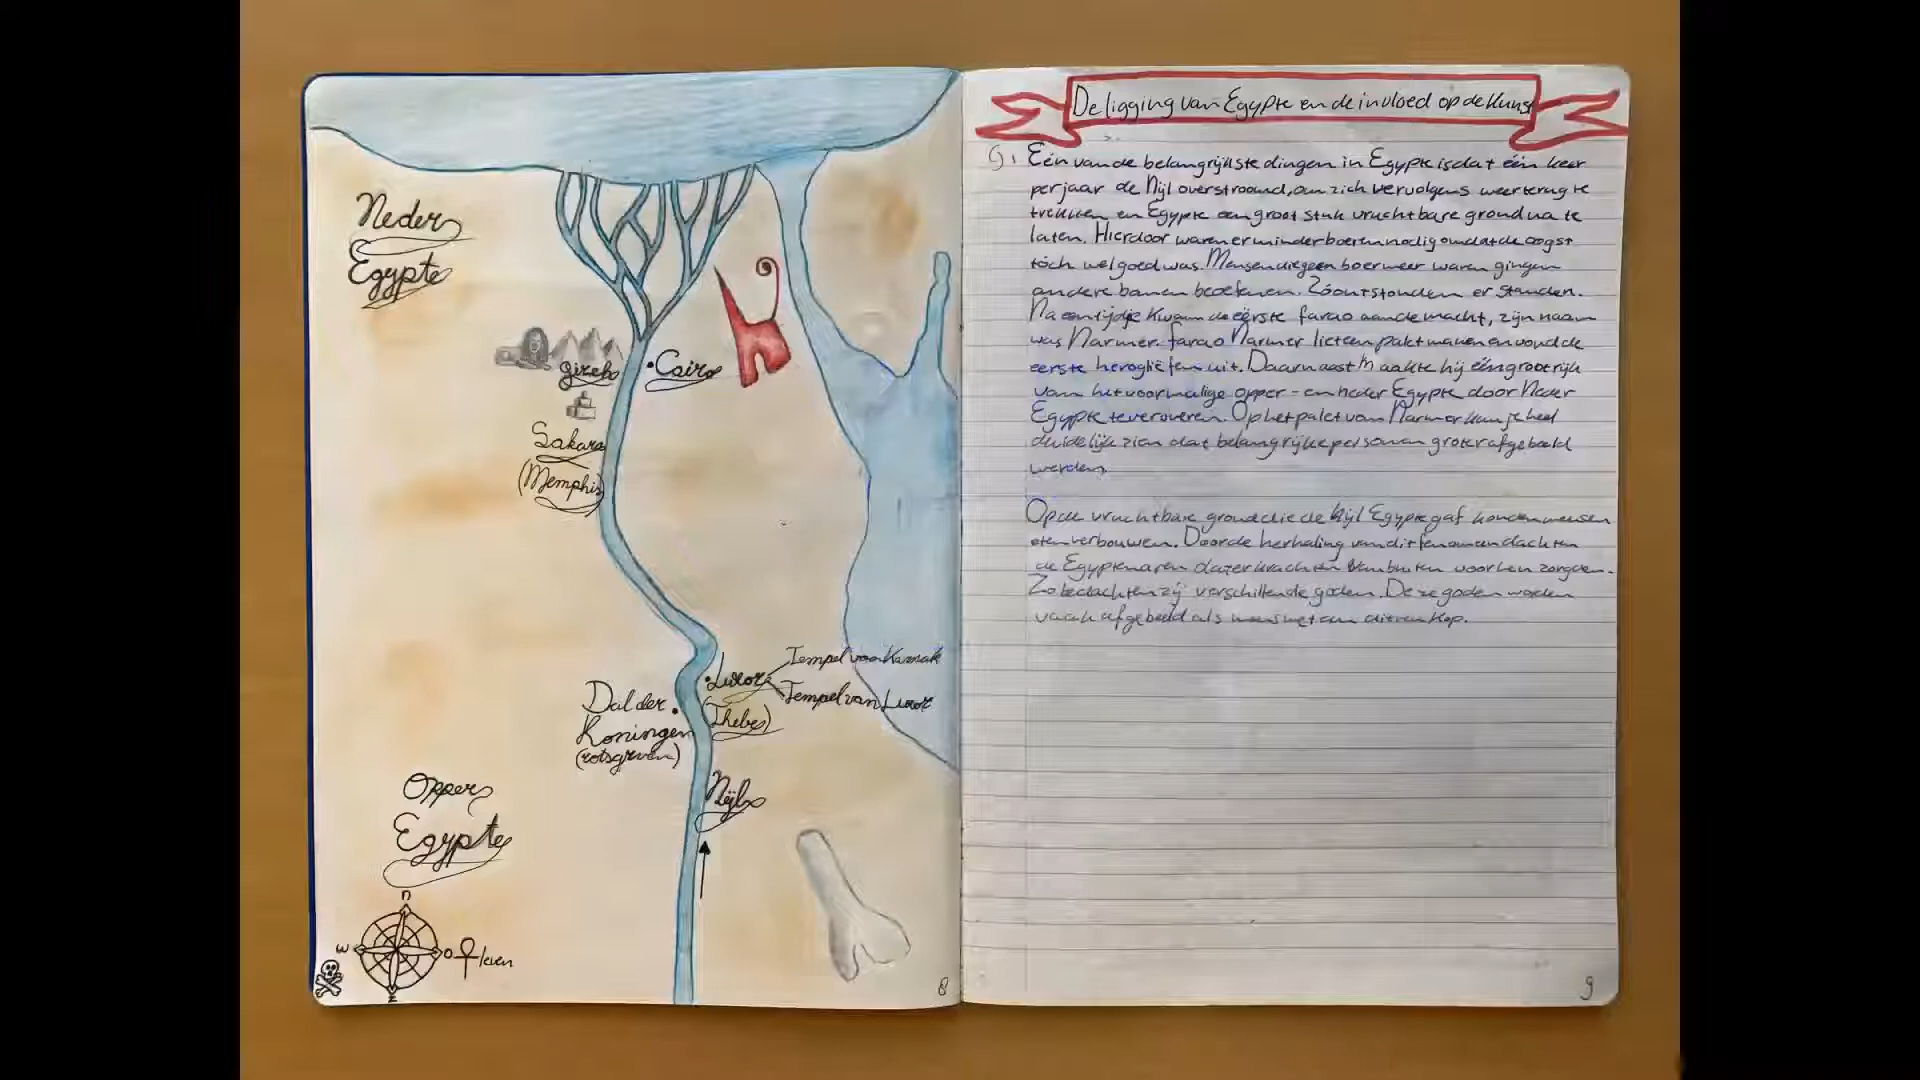 Neder
Egypte
gizeh
Cairo
Sakara
(Memphis)
Luxor
(Thebe)
Tempel van Karnak
Tempel van Luxor
Dal der
Koningen
(rotsgraven)
Nijl
Opper
Egypte
n
w
o
z
leven
8
De ligging van Egypte en de invloed op de kunst
Eén van de belangrijkste dingen in Egypte is dat één keer
per jaar de Nijl overstroomd, om zich vervolgens weer terug te
trekken en Egypte een groot stuk vruchtbare grond na te
laten. Hierdoor waren er minder boeren nodig omdat de oogst
tóch wel goed was. Mensen die geen boer meer waren gingen
andere banen beoefenen. Zó ontstonden er standen.
Na een tijdje kwam de eerste farao aan de macht, zijn naam
was Narmer. farao Narmer liet een palet maken en vond de
eerste herogliëfen uit. Daarnaast maakte hij één groot rijk
van het voormalige opper- en neder Egypte door Neder
Egypte te veroveren. Op het palet van Narmer kun je heel
duidelijk zien dat belangrijke personen groter afgebeeld
werden.
Op de vruchtbare grond die de Nijl Egypte gaf konden mensen
eten verbouwen. Door de herhaling van dit fenomeen dachten
de Egyptenaren dat er krachten van buiten voor hen zorgden.
Zo bedachten zij verschillende goden. Deze goden worden
vaak afgebeeld als mens met een dieren kop.
9